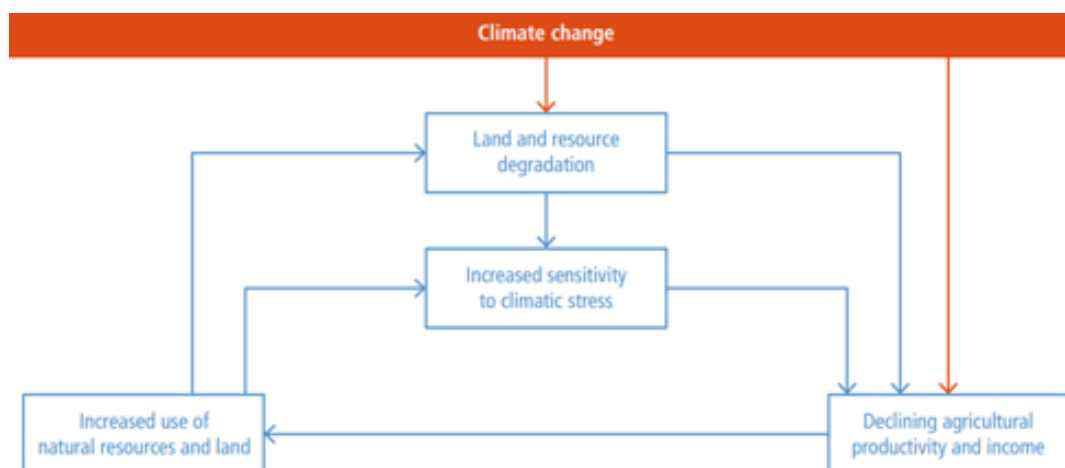 Climate change
Land and resource
degradation
Increased sensitivity
to climatic stress
Increased use of
natural resources and land
Declining agricultural
productivity and income